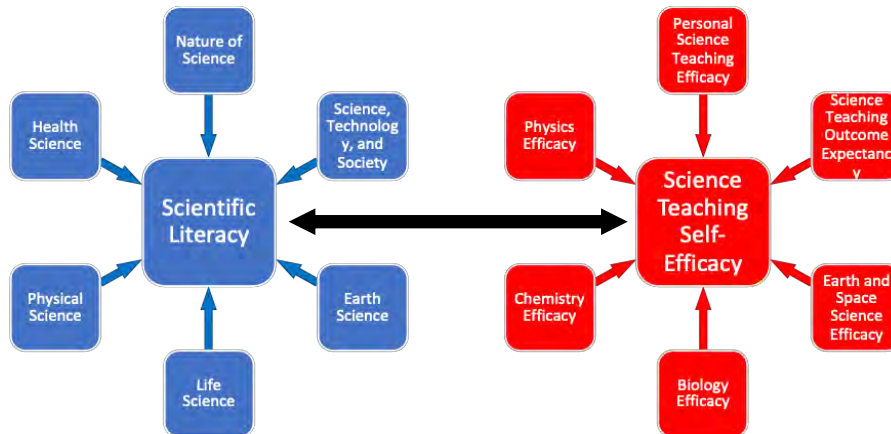 Nature of
Science
Health
Science
Science,
Technolog
y, and
Society
Scientific
Literacy
Physical
Science
Earth
Science
Life
Science
Personal
Science
Teaching
Efficacy
Physics
Efficacy
Science
Teaching
Outcome
Expectanc
y
Science
Teaching
Self-
Efficacy
Chemistry
Efficacy
Earth and
Space
Science
Efficacy
Biology
Efficacy